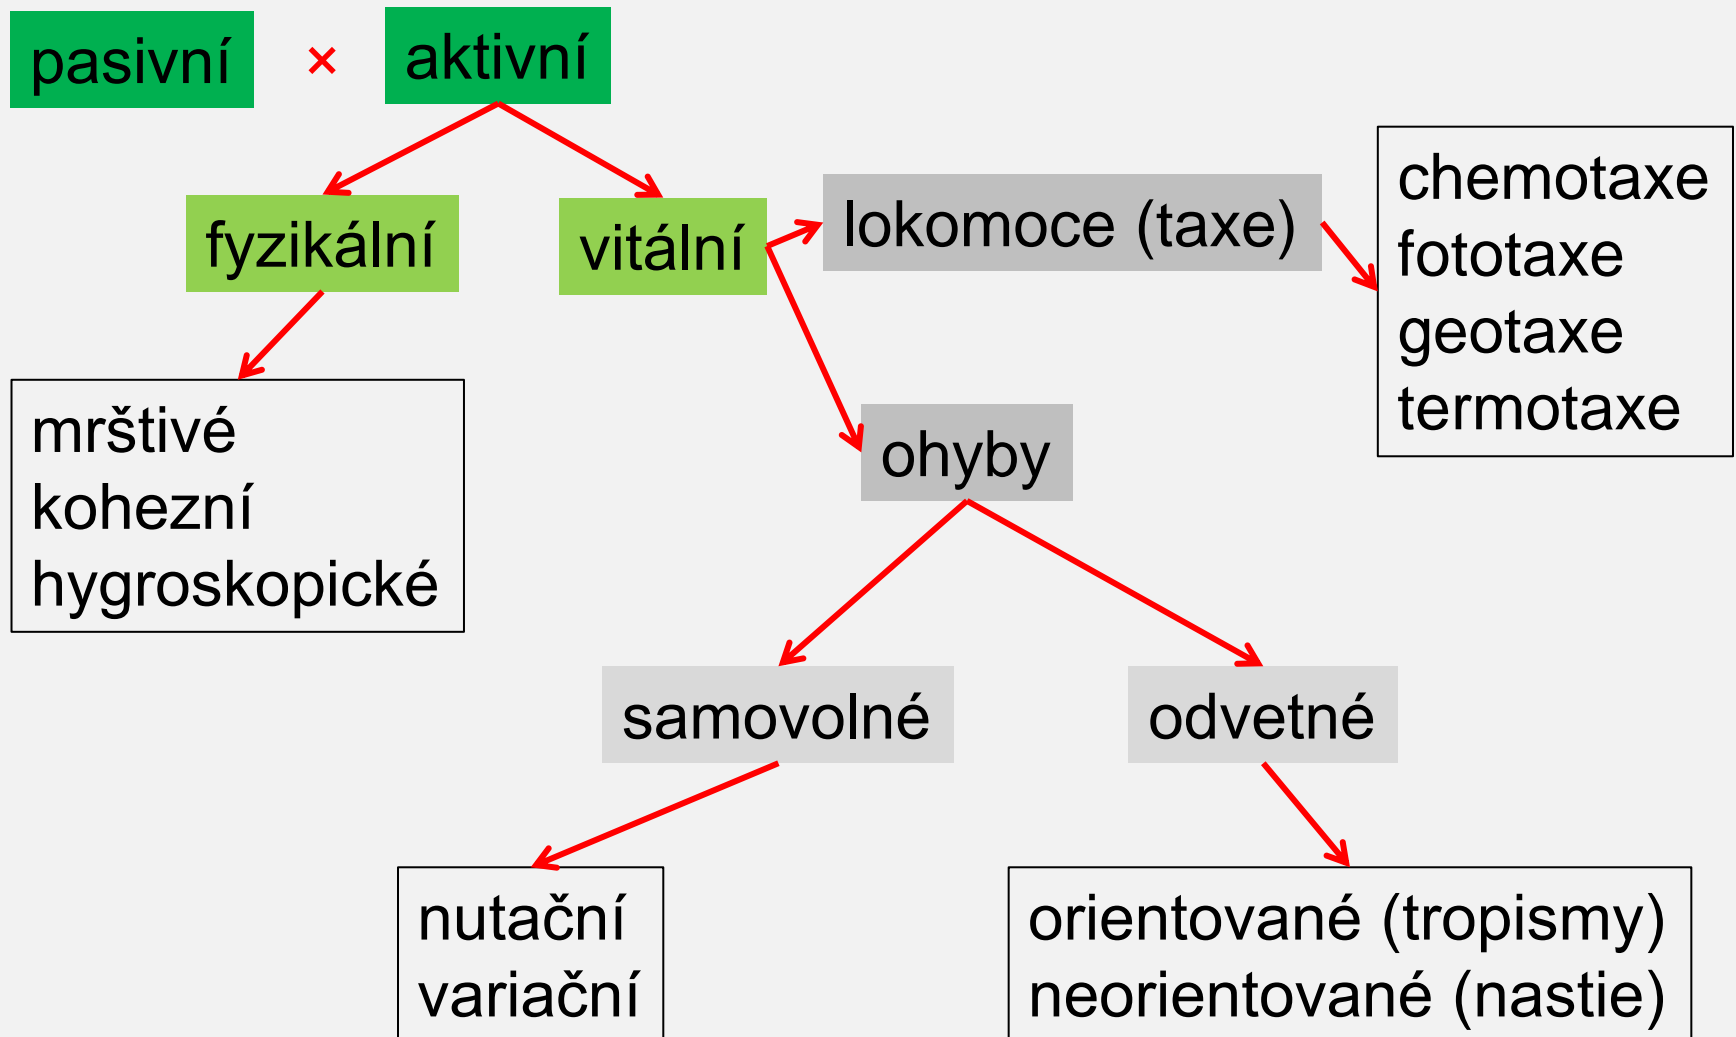 pasivní × aktivní
fyzikální
vitální
lokomoce (taxe)
chemotaxe
fototaxe
geotaxe
termotaxe
mrštivé
kohezní
hygroskopické
ohyby
samovolné
odvetné
nutační
variační
orientované (tropismy)
neorientované (nastie)